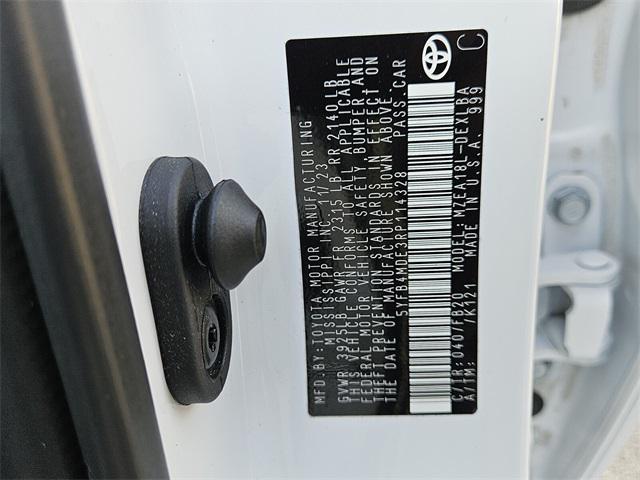 MFD.BY:TOYOTA MOTOR MANUFACTURING
MISSISSIPPI, INC. 11/23
GVWR 3925LB GAWR FR 2315 LB RR 2140LB
THIS VEHICLE CONFORMS TO ALL APPLICABLE
FEDERAL MOTOR VEHICLE SAFETY BUMPER,AND
THEFT PREVENTION STANDARDS IN EFFECT ON
THE DATE OF MANUFACTURE SHOWN ABOVE.
5YFB4MDE3RP114328 PASS.CAR
C/TR:040/FB20 MODEL:MZEA18L-DEXLBA
A/TM: /K121 MADE IN U.S.A. 999
C